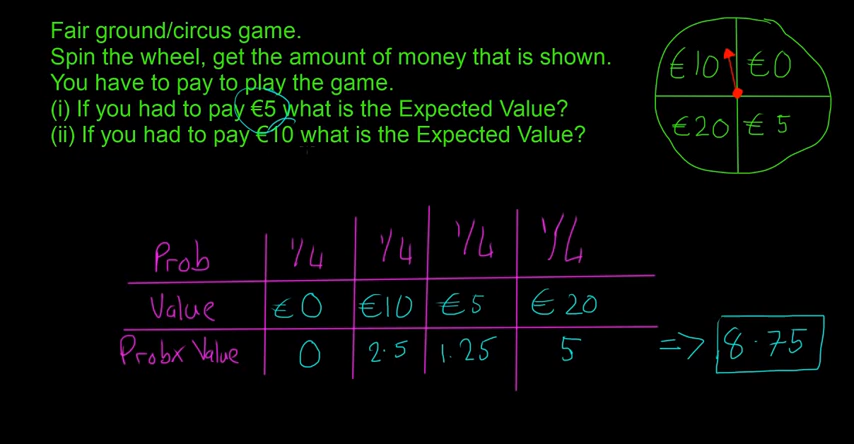 Fair ground/circus game.
Spin the wheel, get the amount of money that is shown.
You have to pay to play the game.
(i) If you had to pay €5 what is the Expected Value?
(ii) If you had to pay €10 what is the Expected Value?
€10 €0
€20 € 5
Prob 1/4 1/4 1/4 1/4
Value €0 €10 €5 €20
Probx Value 0 2.5 1.25 5 => 8.75